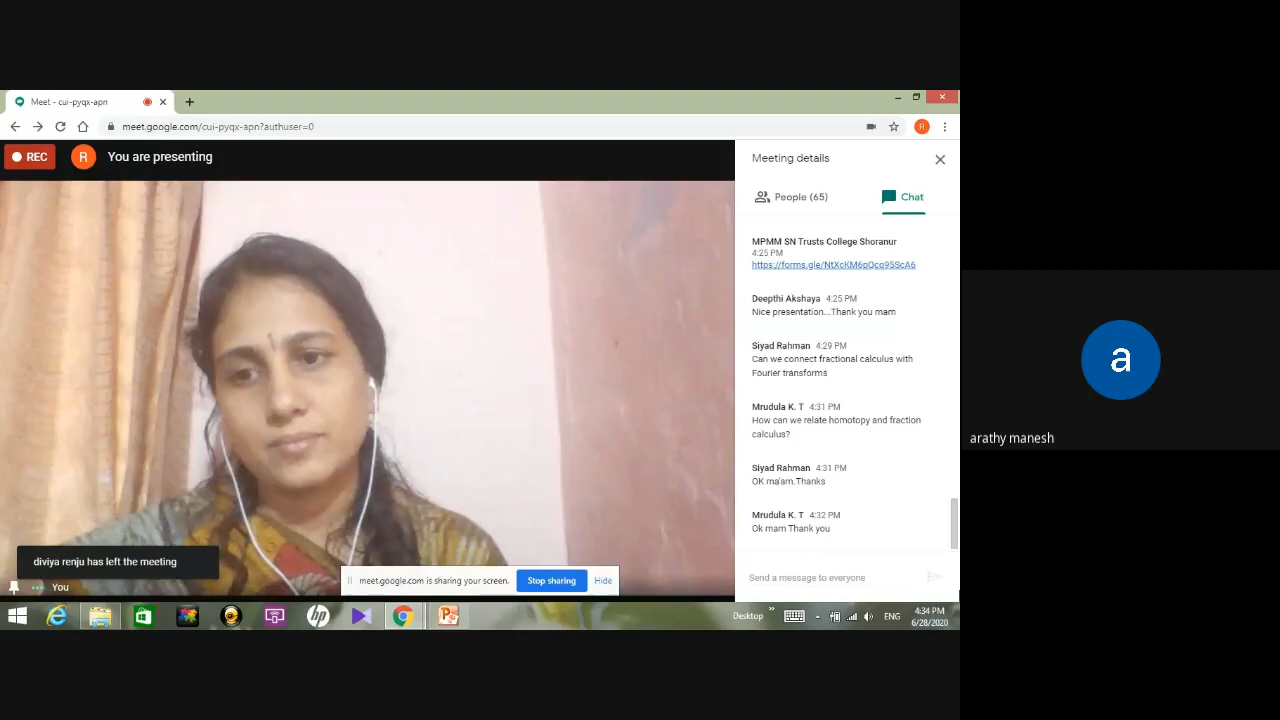 Meet - cui-pyqx-apn
meet.google.com/cui-pyqx-apn?authuser=0
R
REC
R
You are presenting
Meeting details
People (65)
Chat
MPMM SN Trusts College Shoranur
4:25 PM
Deepthi Akshaya 4:25 PM
Nice presentation...Thank you mam
Siyad Rahman 4:29 PM
Can we connect fractional calculus with
Fourier transforms
Mrudula K. T 4:31 PM
How can we relate homotopy and fraction
calculus?
Siyad Rahman 4:31 PM
OK ma'am.Thanks
Mrudula K. T 4:32 PM
Ok mam Thank you
Send a message to everyone
diviya renju has left the meeting
You
meet.google.com is sharing your screen.
Stop sharing
Hide
hp
Desktop
ENG
4:34 PM
6/28/2020
a
arathy manesh